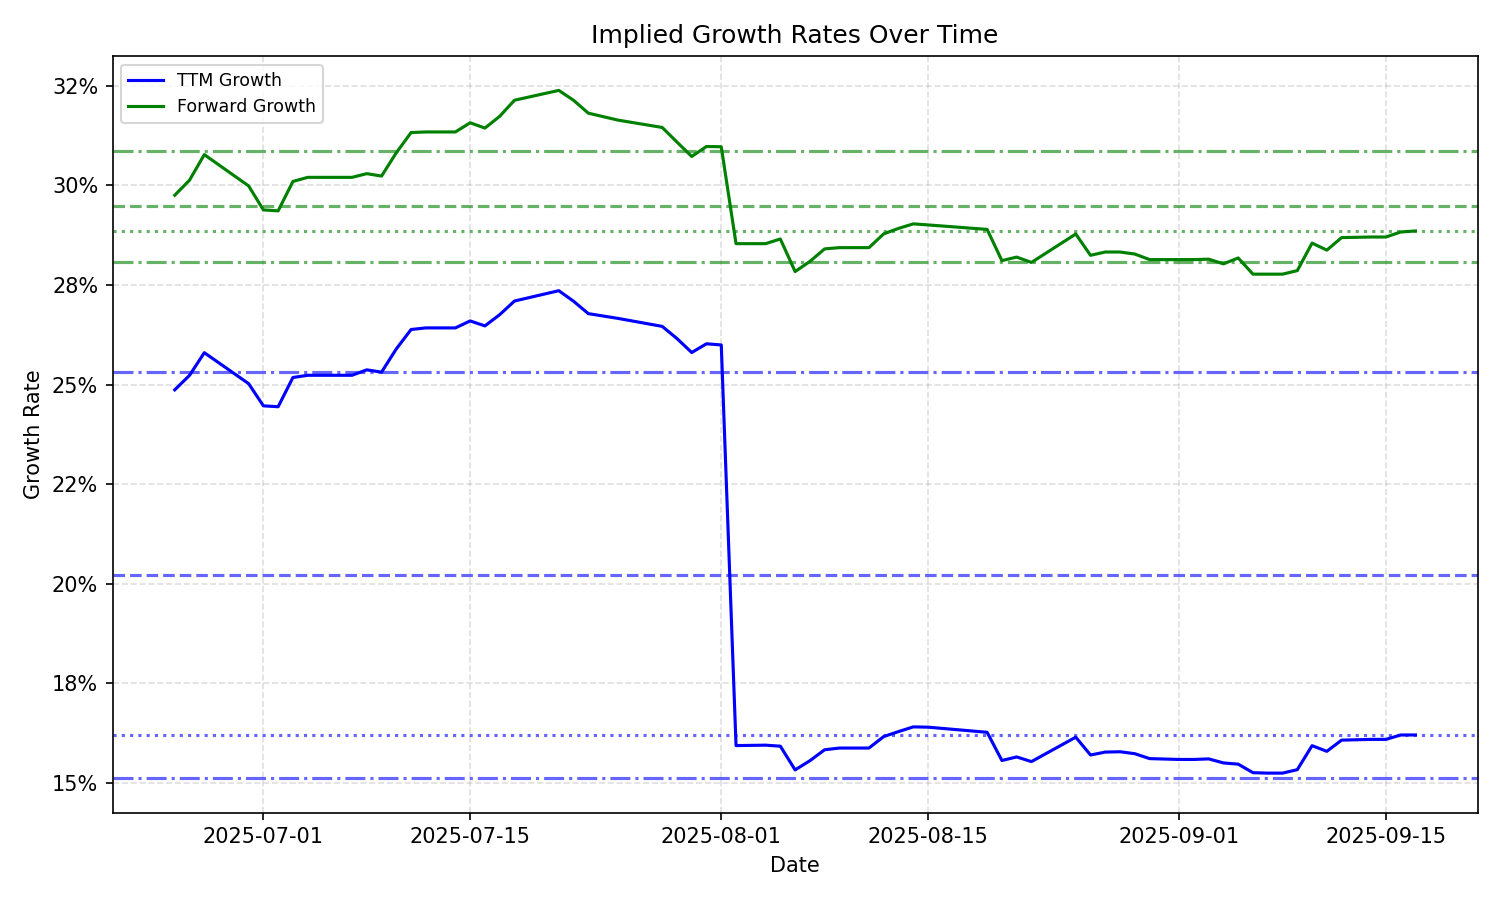 Implied Growth Rates Over Time
TTM Growth
Forward Growth
32%
30%
28%
25%
22%
20%
18%
15%
Growth Rate
2025-07-01
2025-07-15
2025-08-01
2025-08-15
2025-09-01
2025-09-15
Date